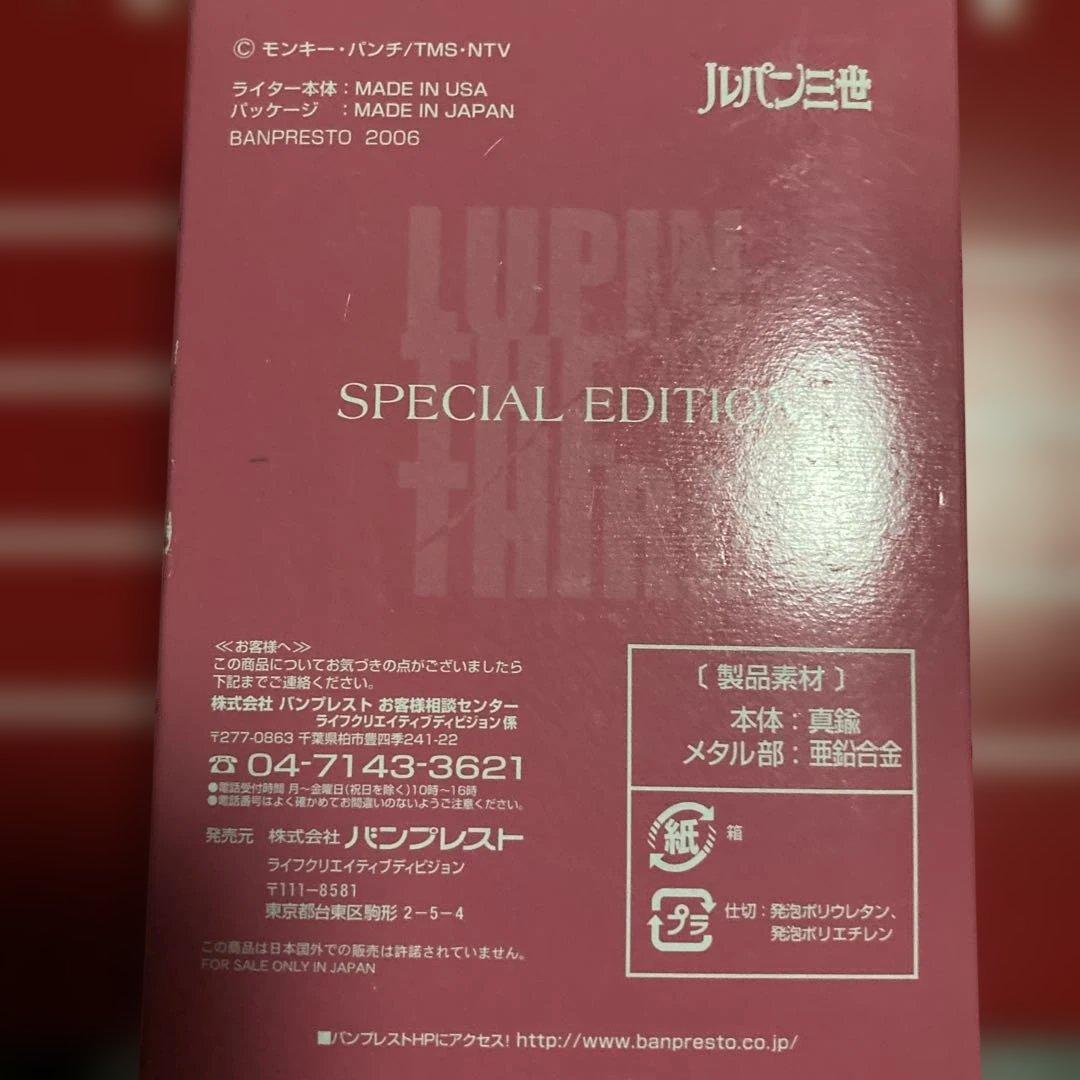 © モンキー・パンチ/TMS・NTV
ライター本体：MADE IN USA
パッケージ ：MADE IN JAPAN
BANPRESTO 2006
ルパン三世
LUPIN
THE
THIRD
SPECIAL EDITION
≪お客様へ≫
この商品についてお気づきの点がございましたら
下記までご連絡ください。
株式会社 バンプレスト お客様相談センター
ライフクリエイティブディビジョン係
〒277-0863 千葉県柏市豊四季241-22
☎ 04-7143-3621
●電話受付時間 月〜金曜日(祝日を除く)10時〜16時
●電話番号はよく確かめてお間違いのないようご注意ください。
発売元 株式会社 バンプレスト
ライフクリエイティブディビジョン
〒111-8581
東京都台東区駒形 2-5-4
この商品は日本国外での販売は許諾されていません。
FOR SALE ONLY IN JAPAN
〔 製品素材 〕
本体：真鍮
メタル部：亜鉛合金
紙 箱
プラ 仕切：発泡ポリウレタン、
発泡ポリエチレン
■バンプレストHPにアクセス! http://www.banpresto.co.jp/